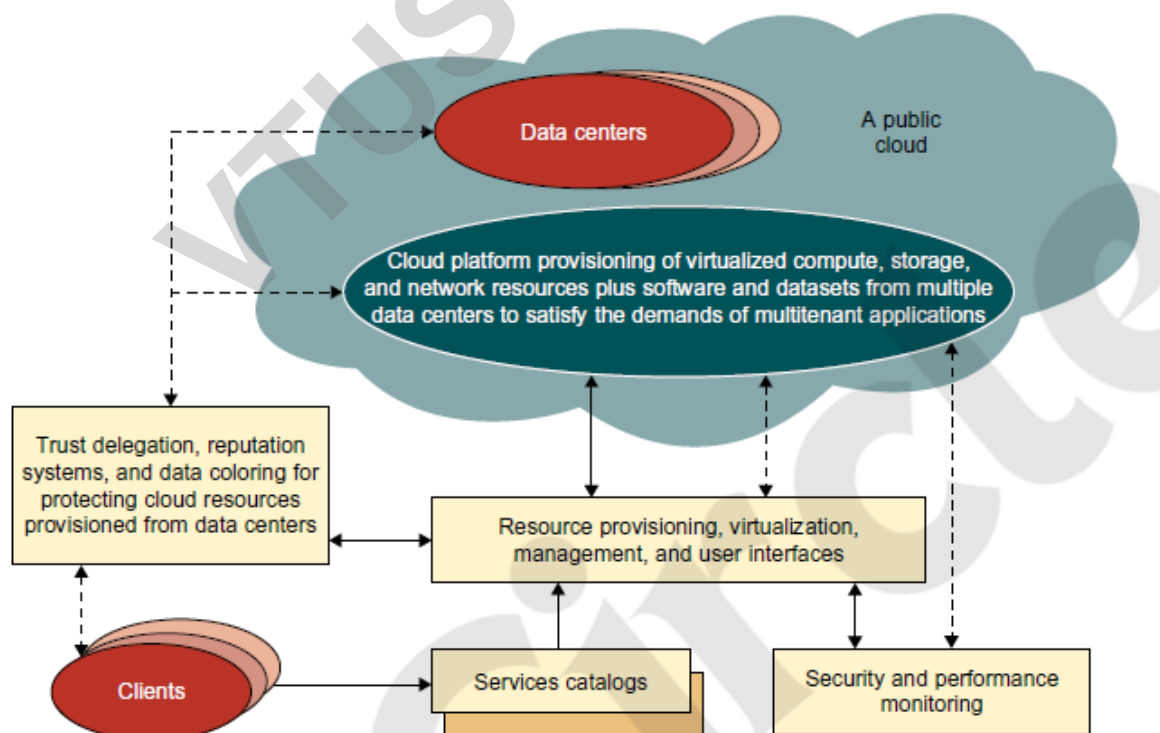 VTUS
Data centers
A public
cloud
Cloud platform provisioning of virtualized compute, storage,
and network resources plus software and datasets from multiple
data centers to satisfy the demands of multitenant applications
Trust delegation, reputation
systems, and data coloring for
protecting cloud resources
provisioned from data centers
Resource provisioning, virtualization,
management, and user interfaces
Clients
Services catalogs
Security and performance
monitoring
circle